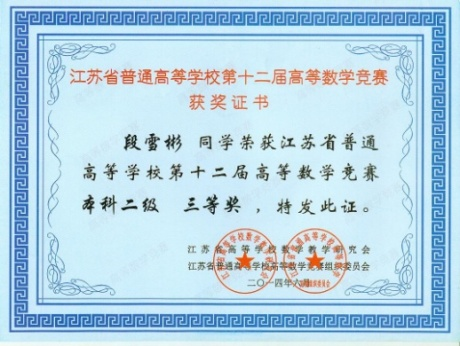 江苏省普通高等学校第十二届高等数学竞赛
获奖证书
段雪彬 同学荣获江苏省普通
高等学校第十二届高等数学竞赛
本科二级 三等奖，特发此证。
江苏省高等学校数学教学研究会
江苏省普通高等学校高等数学竞赛组织委员会
二〇一四年六月